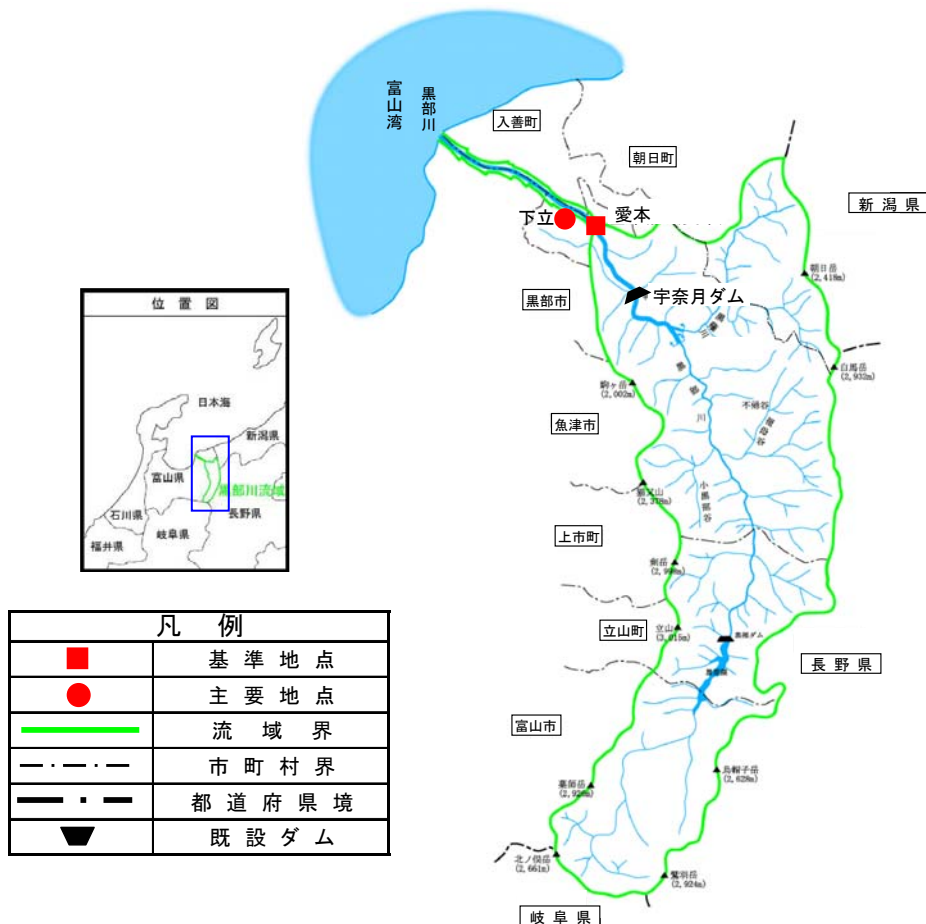 富山湾
黒部川
入善町
朝日町
新潟県
下立
愛本
朝日岳
(2,418m)
宇奈月ダム
黒部市
白馬岳
(2,932m)
駒ヶ岳
(2,002m)
黒部川
不帰谷
魚津市
小黒部谷
上市町
剱岳
立山町
立山
(3,015m)
黒部ダム
長野県
富山市
烏帽子岳
(2,628m)
薬師岳
(2,926m)
北ノ俣岳
(2,661m)
鷲羽岳
(2,924m)
岐阜県
位置図
日本海
新潟県
富山県
黒部川流域
石川県
長野県
岐阜県
福井県
凡例
基準地点
主要地点
流域界
市町村界
都道府県境
既設ダム